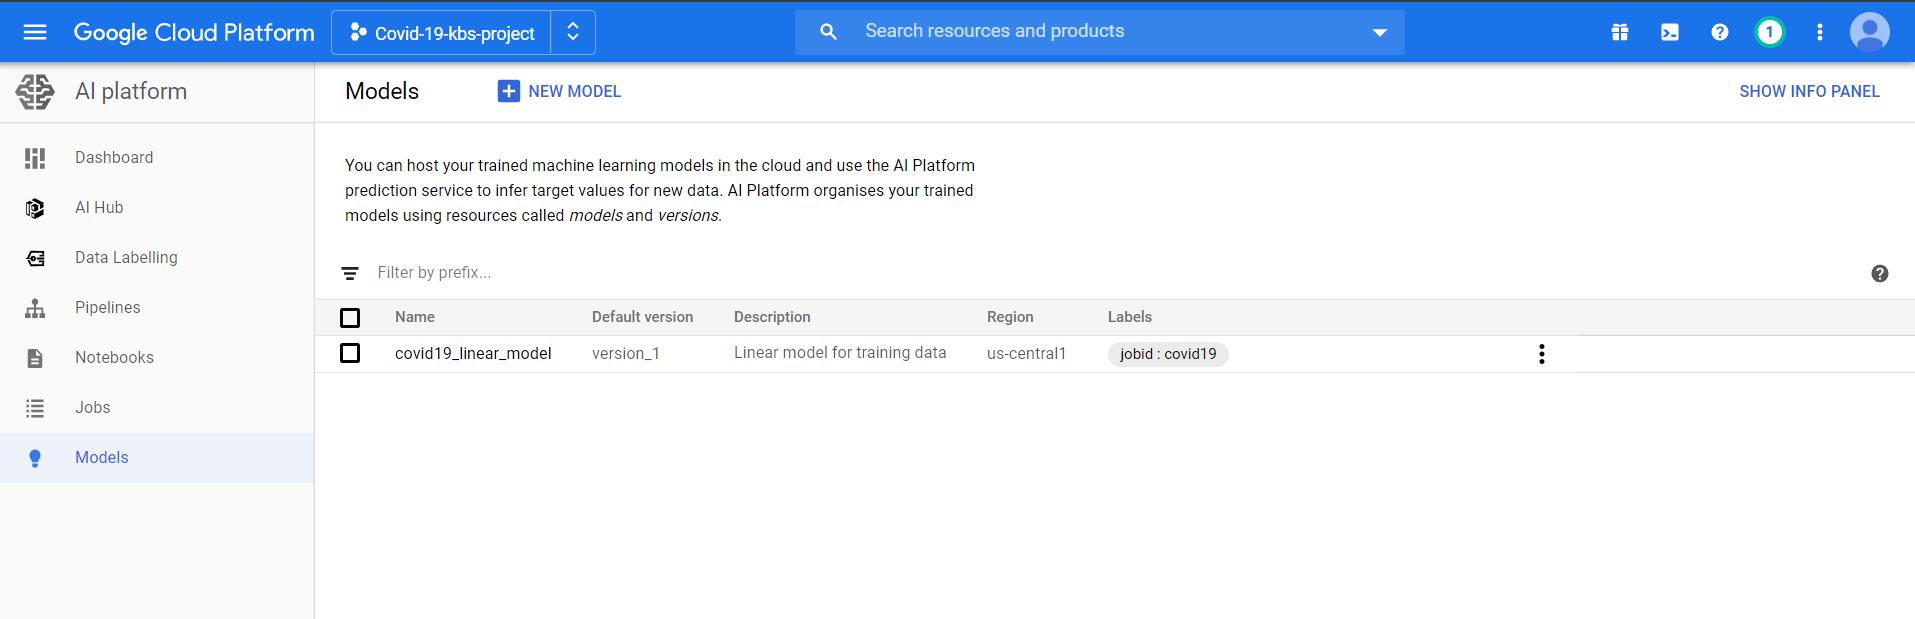 Google Cloud Platform
Covid-19-kbs-project
Search resources and products
1
AI platform
Models
NEW MODEL
SHOW INFO PANEL
Dashboard
AI Hub
Data Labelling
Pipelines
Notebooks
Jobs
Models
You can host your trained machine learning models in the cloud and use the AI Platform
prediction service to infer target values for new data. AI Platform organises your trained
models using resources called models and versions.
Filter by prefix...
Name Default version Description Region Labels
covid19_linear_model version_1 Linear model for training data us-central1 jobid : covid19